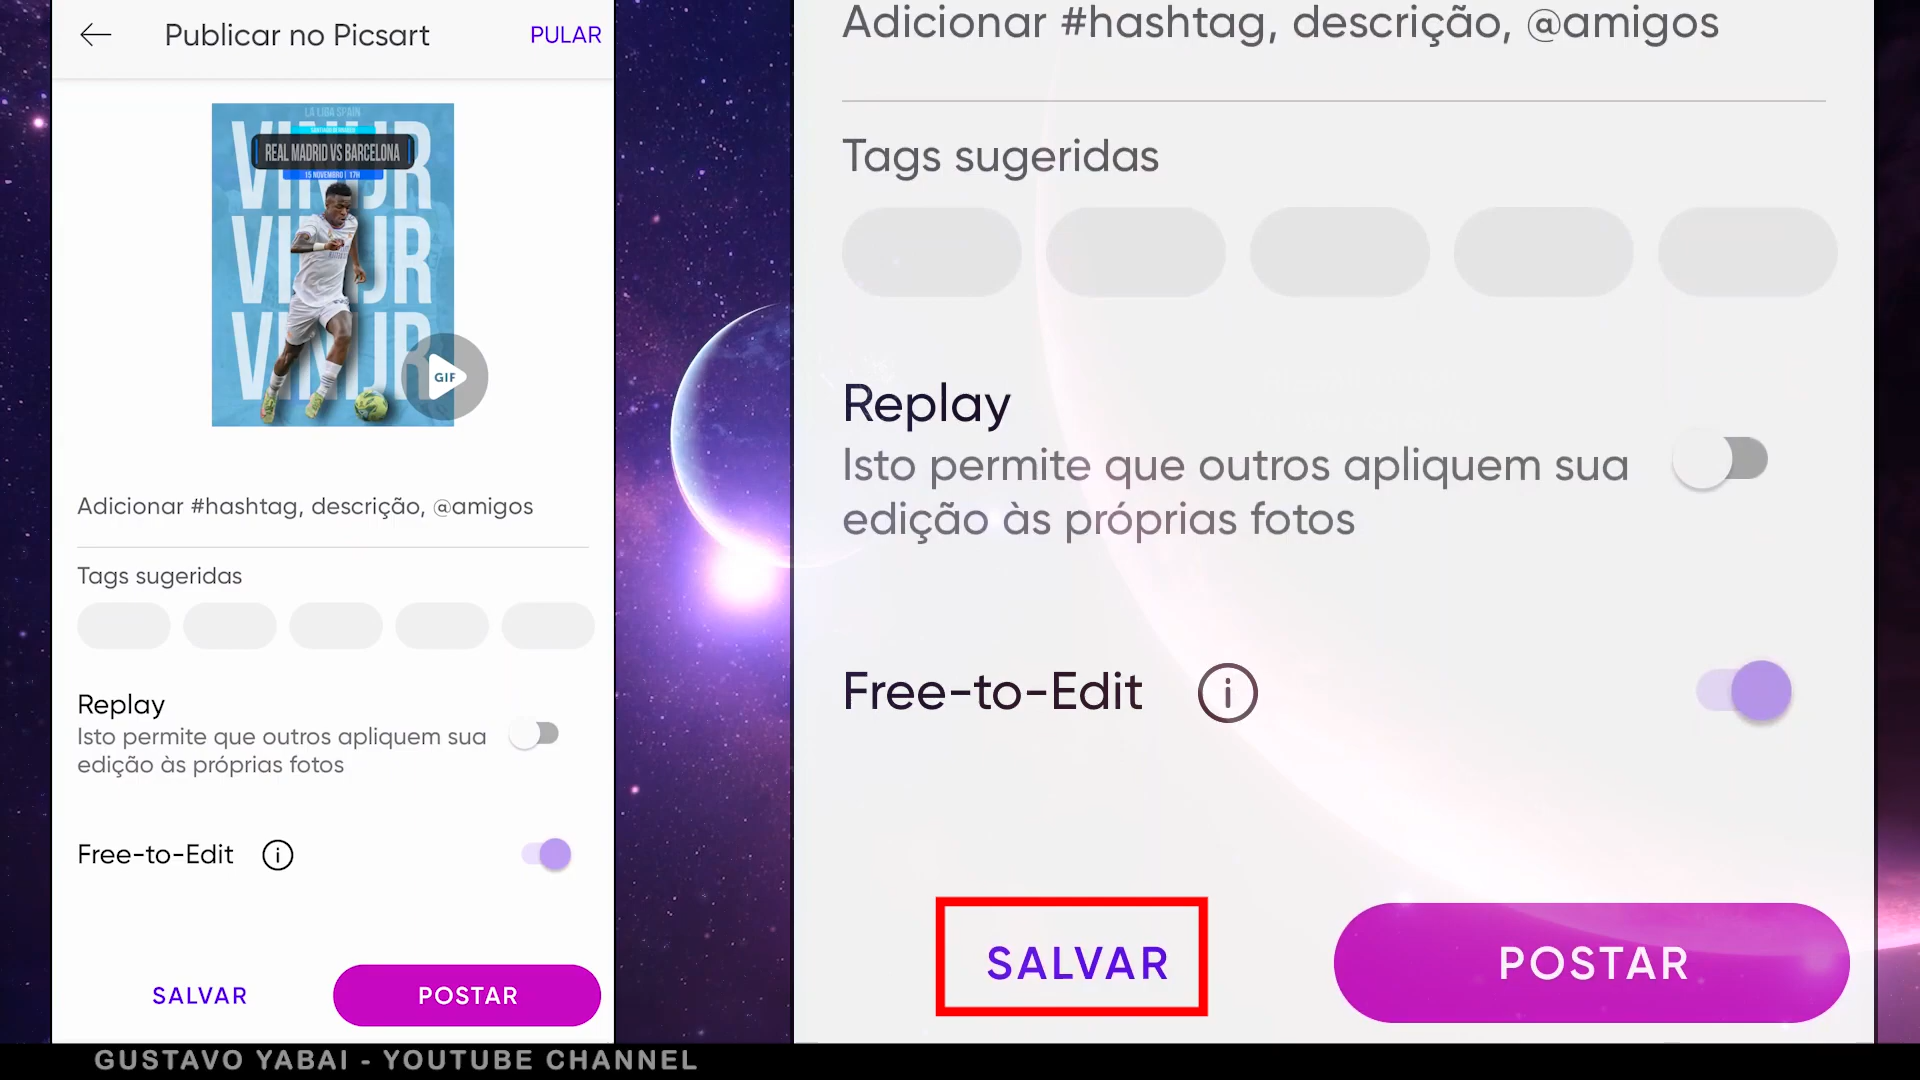 Publicar no Picsart
PULAR
LA LIGA SPAIN
VINIJR
REAL MADRID VS BARCELONA
15 NOVEMBRO | 17H
VINIJR
VINIJR
GIF
Adicionar #hashtag, descrição, @amigos
Tags sugeridas
Replay
Isto permite que outros apliquem sua
edição às próprias fotos
Free-to-Edit
SALVAR
POSTAR
Adicionar #hashtag, descrição, @amigos
Tags sugeridas
Replay
Isto permite que outros apliquem sua
edição às próprias fotos
Free-to-Edit
SALVAR
POSTAR
GUSTAVO YABAI - YOUTUBE CHANNEL